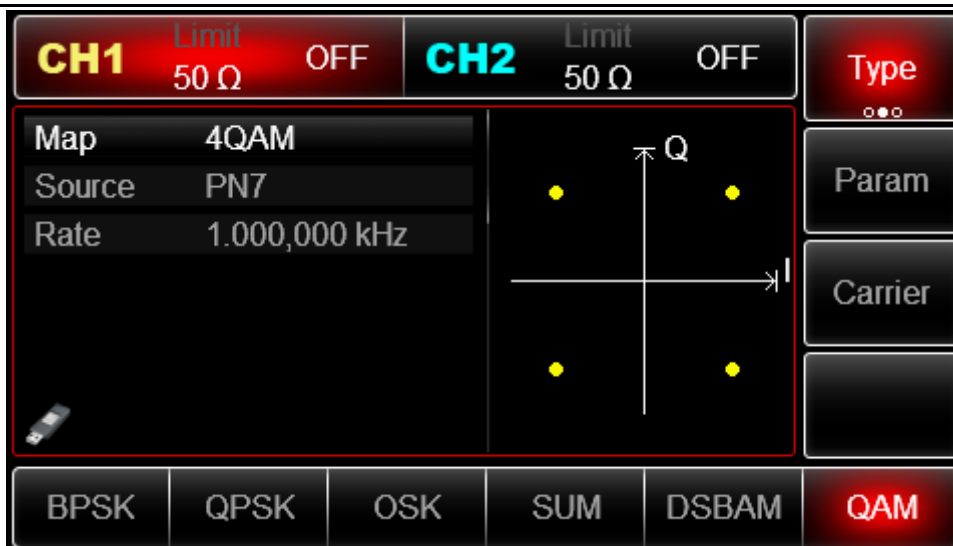 CH1 Limit 50 Ω OFF
CH2 Limit 50 Ω OFF
Type
Map 4QAM
Source PN7
Rate 1.000,000 kHz
Q
I
Param
Carrier
BPSK QPSK OSK SUM DSBAM QAM